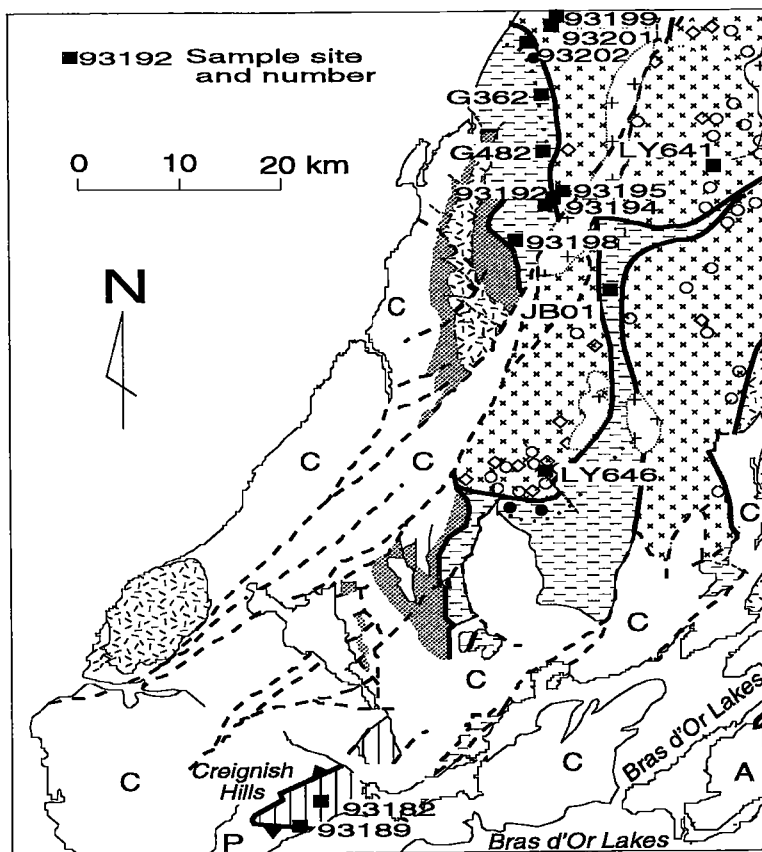 93192 Sample site
and number
0 10 20 km
N
93199
93201
93202
G362
G482
LY641
93192
93195
93194
93198
C
JB01
C
C
C
LY646
C
C
C
C
Bras d'Or Lakes
A
Creignish
Hills
93182
93189
P
Bras d'Or Lakes